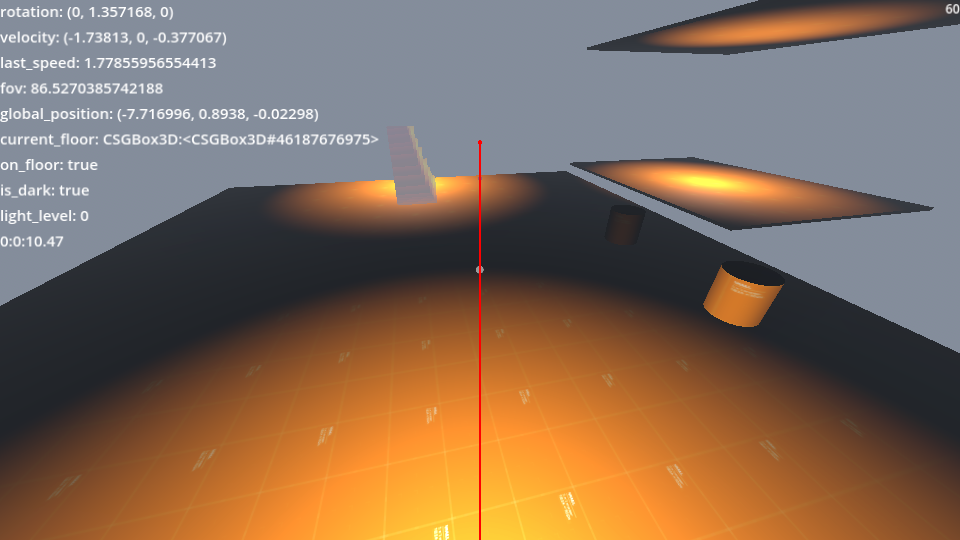 rotation: (0, 1.357168, 0)
60
velocity: (-1.73813, 0, -0.377067)
last_speed: 1.77855956554413
fov: 86.5270385742188
global_position: (-7.716996, 0.8938, -0.02298)
current_floor: CSGBox3D:<CSGBox3D#46187676975>
on_floor: true
is_dark: true
light_level: 0
0:0:10.47